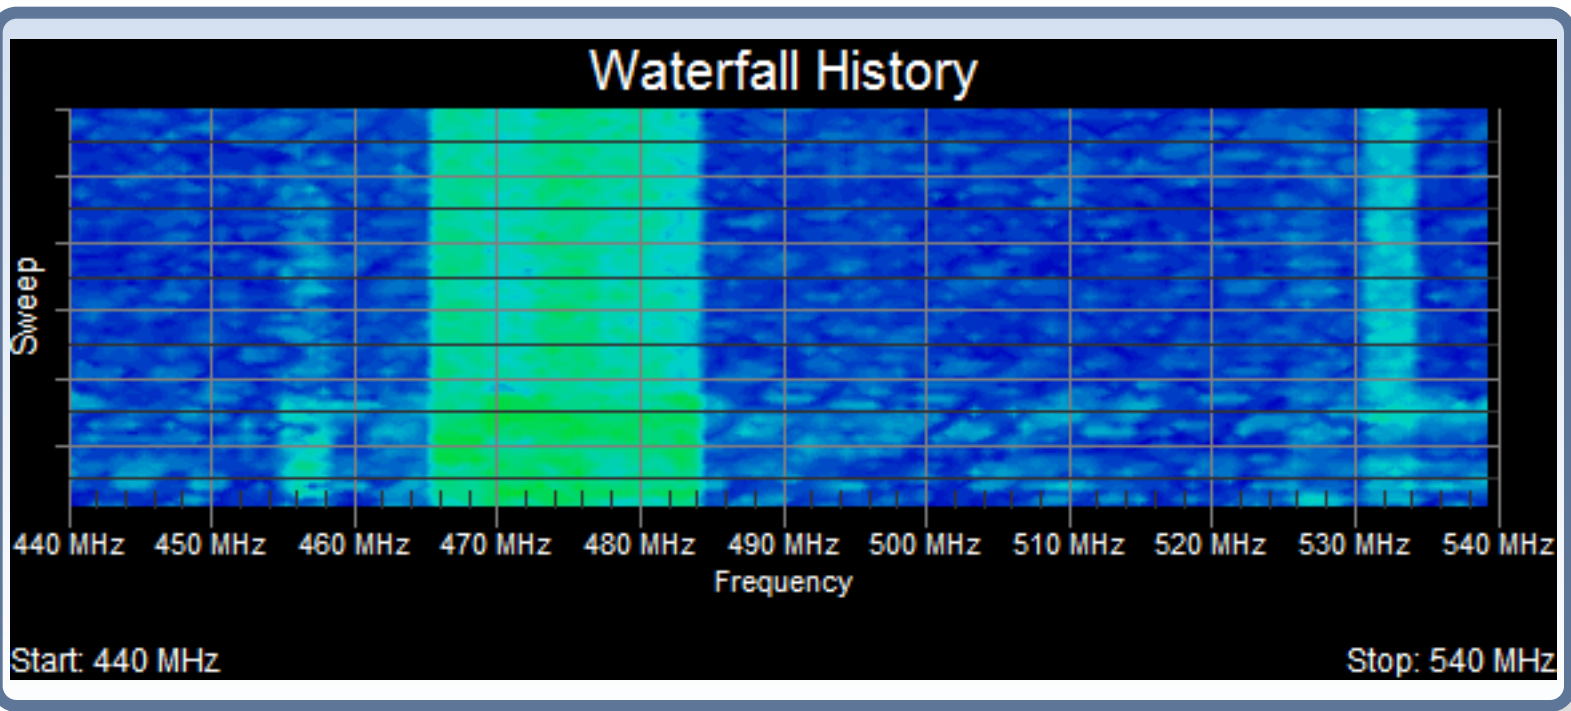 Waterfall History
Sweep
440 MHz 450 MHz 460 MHz 470 MHz 480 MHz 490 MHz 500 MHz 510 MHz 520 MHz 530 MHz 540 MHz
Frequency
Start: 440 MHz Stop: 540 MHz